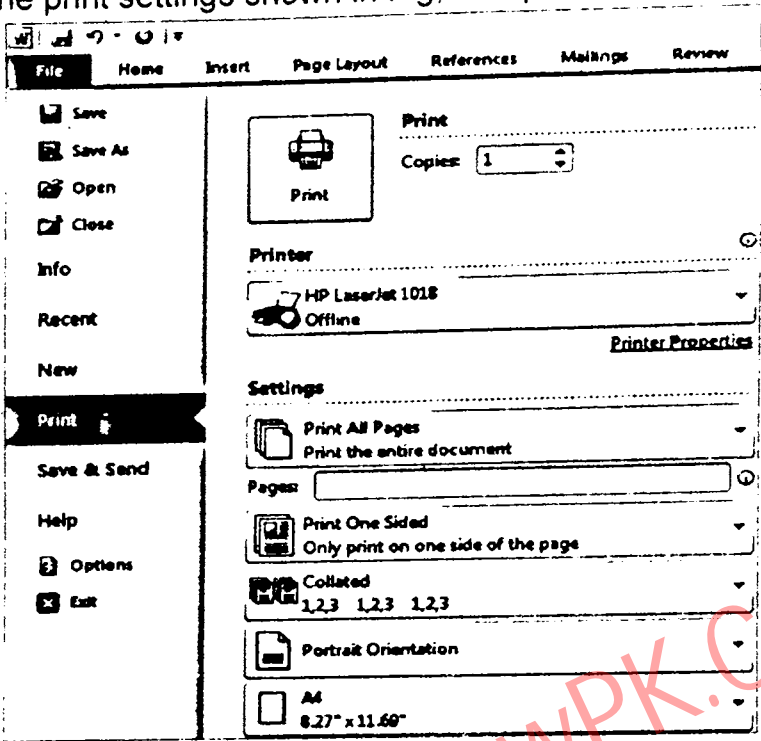 he print settings shown in
File Home Insert Page Layout References Mailings Review
Save
Save As
Open
Close
Info
Recent
New
Print
Save & Send
Help
Options
Exit
Print
Print
Copies: 1
Printer
HP LaserJet 1018
Offline
Printer Properties
Settings
Print All Pages
Print the entire document
Pages:
Print One Sided
Only print on one side of the page
Collated
1,2,3 1,2,3 1,2,3
Portrait Orientation
A4
8.27" x 11.69"
wPK.C